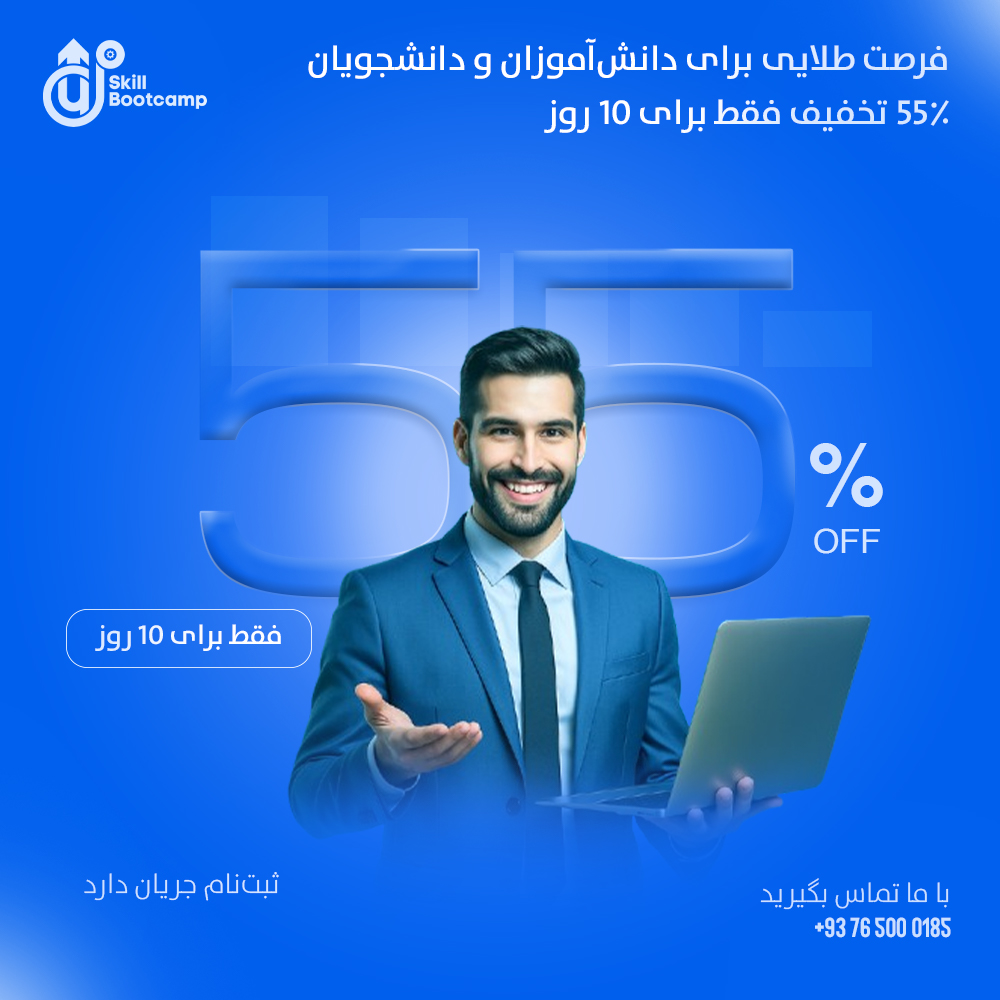 Skill
Bootcamp
فرصت طلایی برای دانش‌آموزان و دانشجویان
55٪ تخفیف فقط برای 10 روز
55
%
OFF
فقط برای 10 روز
ثبت‌نام جریان دارد
با ما تماس بگیرید
+93 76 500 0185